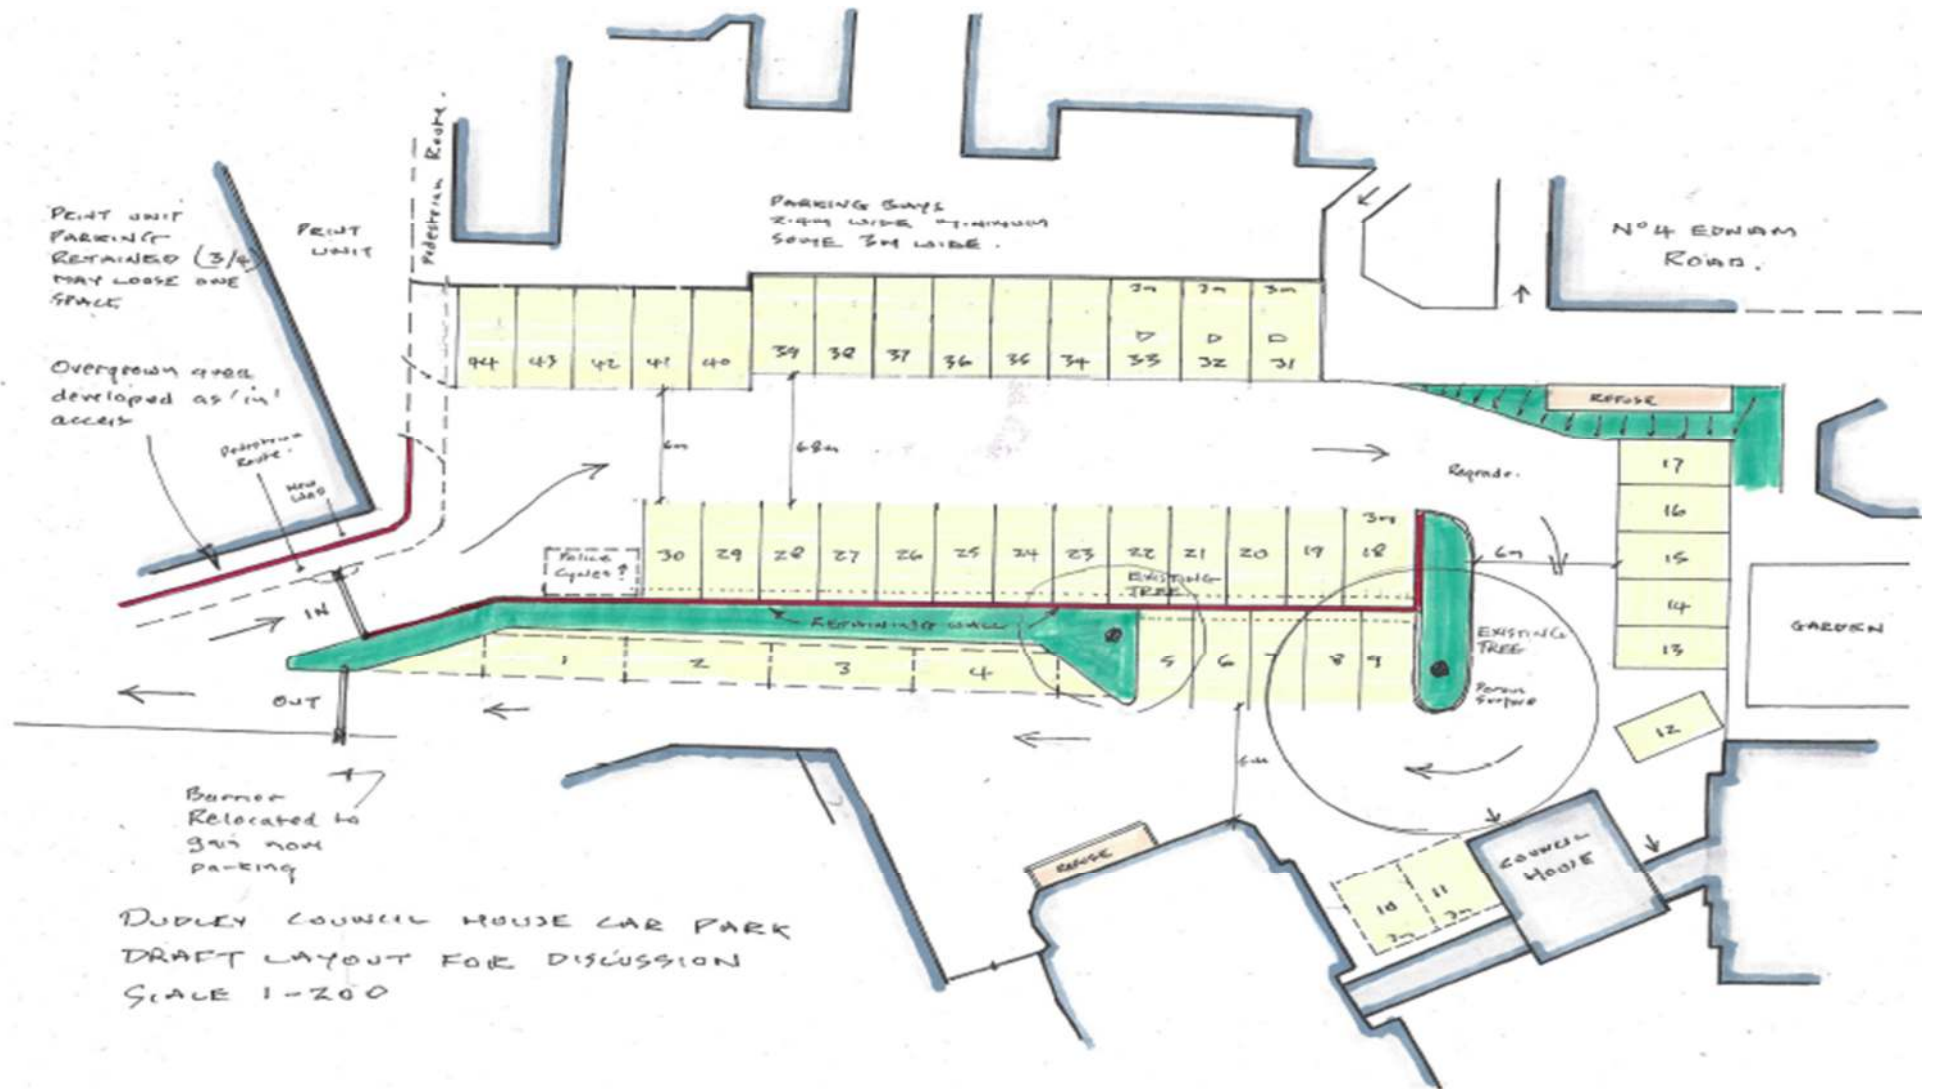 Pedestrian Route.
PRINT UNIT
PARKING
RETAINED (3/4)
MAY LOOSE ONE
SPACE
PRINT
UNIT
PARKING BAYS
2.4m WIDE MINIMUM
SOME 3M WIDE.
Nº4 EDNAM
ROAD.
3m 3m 3m
44 43 42 41 40 39 38 37 36 35 34 33 32 31
Overgrown area
developed as 'in'
access
Pedestrian
Route.
New
6m
6.8m
REFUSE
Regrade.
17
16
15
14
13
12
3m
30 29 28 27 26 25 24 23 22 21 20 19 18
Police
Cycles?
6m
EXISTING
TREE
IN
RETAINING WALL
1 2 3 4 5 6 7 8 9
EXISTING
TREE
Porous
Surface
GARDEN
OUT
6m
Barrier
Relocated to
gain more
parking
REFUSE
COUNCIL
HOUSE
10 11
3m 3m
DUDLEY COUNCIL HOUSE CAR PARK
DRAFT LAYOUT FOR DISCUSSION
SCALE 1-200